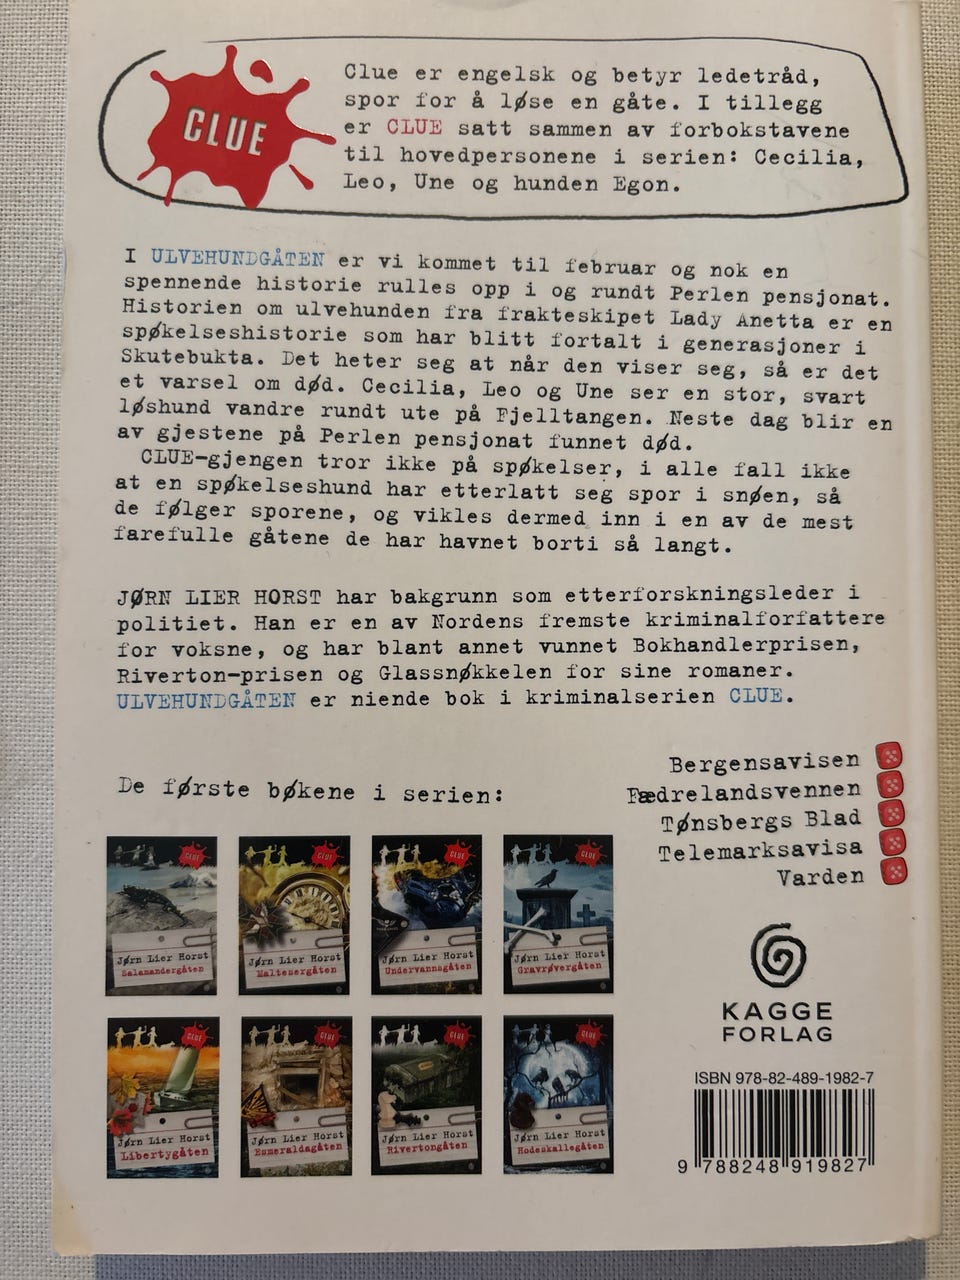 CLUE
Clue er engelsk og betyr ledetråd,
spor for å løse en gåte. I tillegg
er CLUE satt sammen av forbokstavene
til hovedpersonene i serien: Cecilia,
Leo, Une og hunden Egon.
I ULVEHUNDGÅTEN er vi kommet til februar og nok en
spennende historie rulles opp i og rundt Perlen pensjonat.
Historien om ulvehunden fra frakteskipet Lady Anetta er en
spøkelseshistorie som har blitt fortalt i generasjoner i
Skutebukta. Det heter seg at når den viser seg, så er det
et varsel om død. Cecilia, Leo og Une ser en stor, svart
løshund vandre rundt ute på Fjelltangen. Neste dag blir en
av gjestene på Perlen pensjonat funnet død.
CLUE-gjengen tror ikke på spøkelser, i alle fall ikke
at en spøkelseshund har etterlatt seg spor i snøen, så
de følger sporene, og vikles dermed inn i en av de mest
farefulle gåtene de har havnet borti så langt.
JØRN LIER HORST har bakgrunn som etterforskningsleder i
politiet. Han er en av Nordens fremste kriminalforfattere
for voksne, og har blant annet vunnet Bokhandlerprisen,
Riverton-prisen og Glassnøkkelen for sine romaner.
ULVEHUNDGÅTEN er niende bok i kriminalserien CLUE.
De første bøkene i serien:
Bergensavisen
Fædrelandsvennen
Tønsbergs Blad
Telemarksavisa
Varden
CLUE
Jørn Lier Horst
Salamandergåten
CLUE
Jørn Lier Horst
Maltesergåten
CLUE
Jørn Lier Horst
Undervannsgåten
CLUE
Jørn Lier Horst
Gravrøvergåten
CLUE
Jørn Lier Horst
Libertygåten
CLUE
Jørn Lier Horst
Esmeraldagåten
CLUE
Jørn Lier Horst
Rivertongåten
CLUE
Jørn Lier Horst
Hodeskallegåten
KAGGE
FORLAG
ISBN 978-82-489-1982-7
9 788248 919827